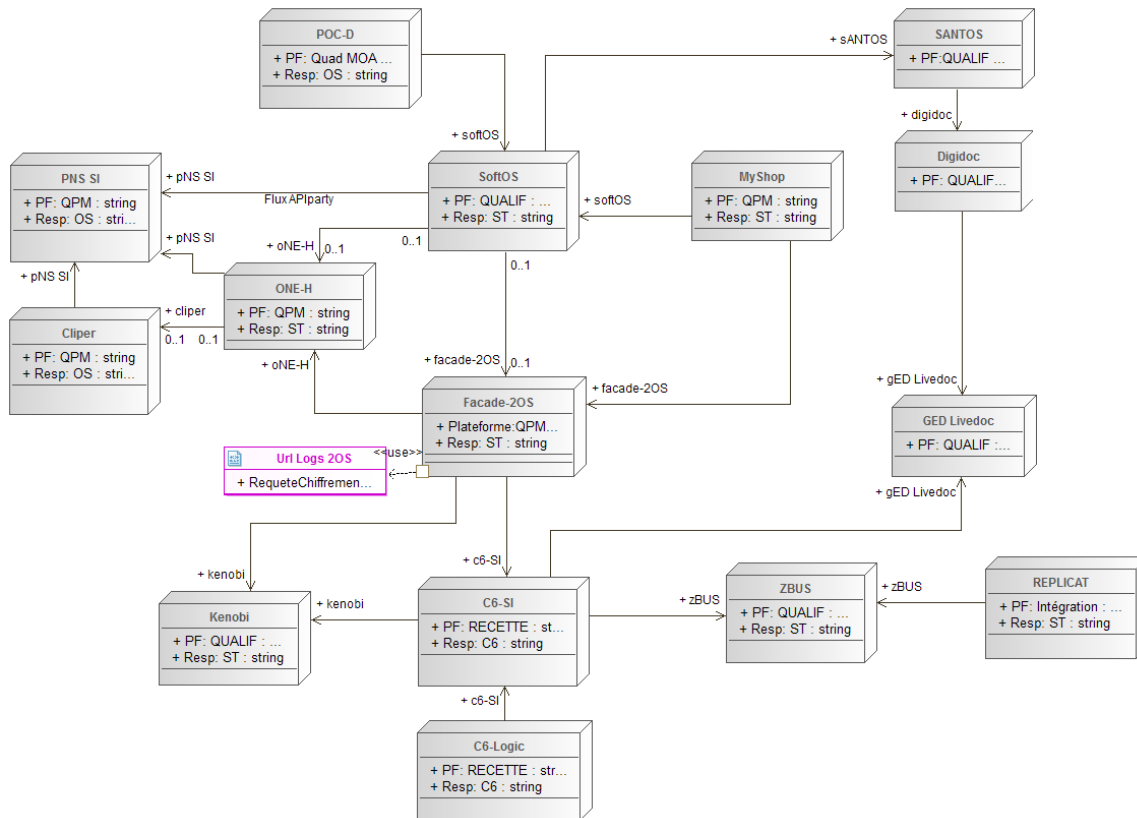 POC-D
+ PF: Quad MOA ...
+ Resp: OS : string
SANTOS
+ PF:QUALIF ...
+ sANTOS
+ digidoc
+ softOS
Digidoc
+ PF: QUALIF...
PNS SI
+ PF: QPM : string
+ Resp: OS : stri...
+ pNS SI
Flux APIparty
SoftOS
+ PF: QUALIF : ...
+ Resp: ST : string
+ softOS
MyShop
+ PF: QPM : string
+ Resp: ST : string
+ pNS SI
+ oNE-H
0..1
0..1
0..1
+ pNS SI
ONE-H
+ PF: QPM : string
+ Resp: ST : string
Cliper
+ PF: QPM : string
+ Resp: OS : stri...
+ cliper
0..1
0..1
+ oNE-H
+ facade-2OS
0..1
+ facade-2OS
+ gED Livedoc
Facade-2OS
+ Plateforme:QPM...
+ Resp: ST : string
GED Livedoc
+ PF: QUALIF :...
<<use>>
Url Logs 2OS
+ RequeteChiffremen...
+ gED Livedoc
+ c6-SI
+ kenobi
Kenobi
+ PF: QUALIF : ...
+ Resp: ST : string
+ kenobi
C6-SI
+ PF: RECETTE : st...
+ Resp: C6 : string
+ zBUS
ZBUS
+ PF: QUALIF : ...
+ Resp: ST : string
+ zBUS
REPLICAT
+ PF: Intégration : ...
+ Resp: ST : string
+ c6-SI
C6-Logic
+ PF: RECETTE : str...
+ Resp: C6 : string